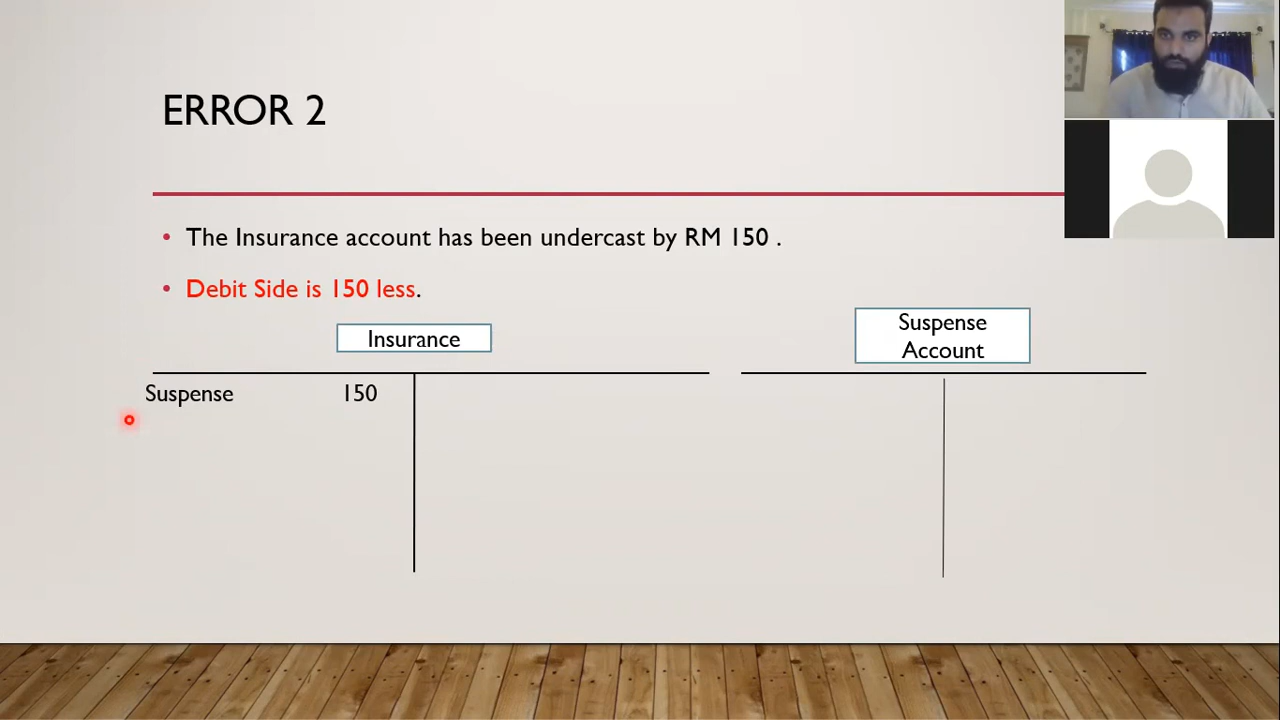 ERROR 2
• The Insurance account has been undercast by RM 150 .
• Debit Side is 150 less.
Insurance
Suspense
Account
Suspense 150